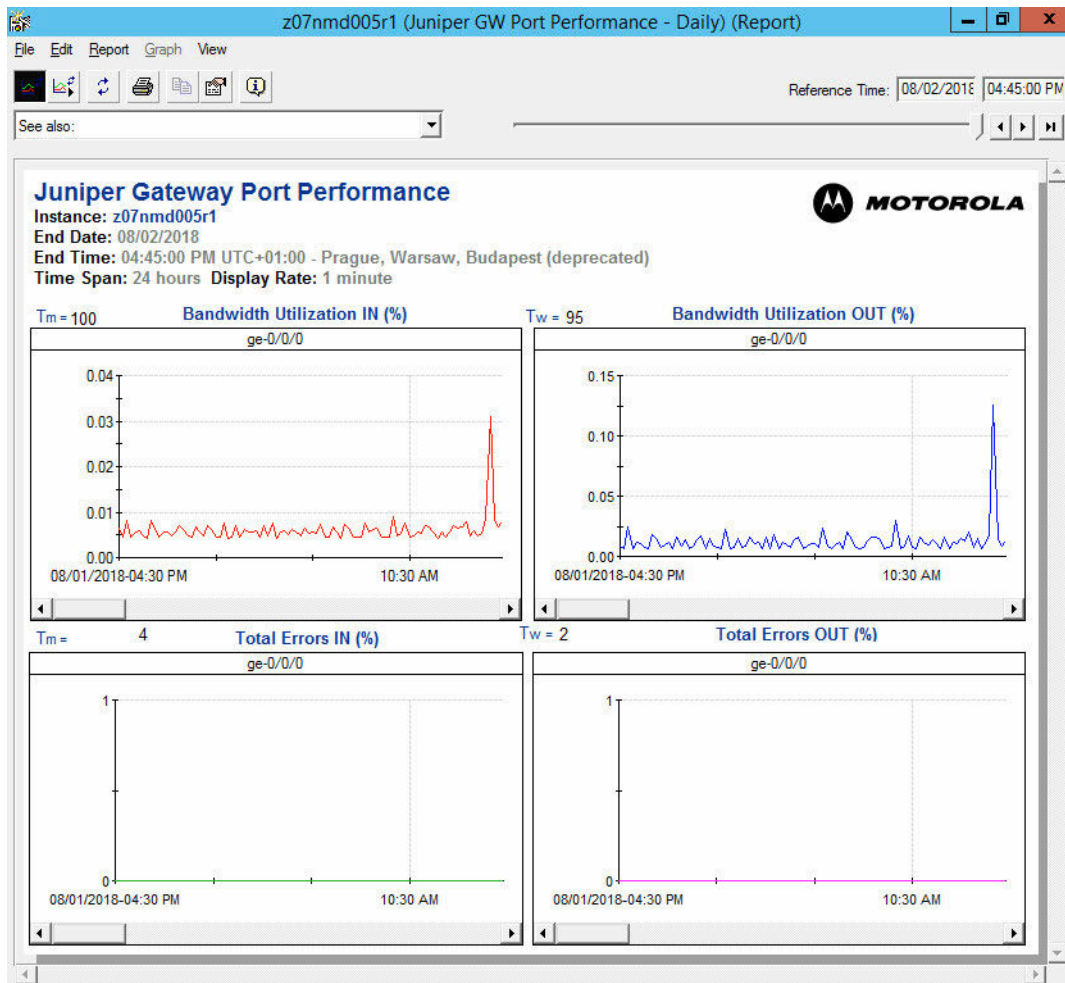 z07nmd005r1 (Juniper GW Port Performance - Daily) (Report)
File Edit Report Graph View
Reference Time: 08/02/2018 04:45:00 PM
See also:
Juniper Gateway Port Performance
MOTOROLA
Instance: z07nmd005r1
End Date: 08/02/2018
End Time: 04:45:00 PM UTC+01:00 - Prague, Warsaw, Budapest (deprecated)
Time Span: 24 hours Display Rate: 1 minute
Tm = 100 Bandwidth Utilization IN (%)
ge-0/0/0
0.04
0.03
0.02
0.01
0.00
08/01/2018-04:30 PM 10:30 AM
Tw = 95 Bandwidth Utilization OUT (%)
ge-0/0/0
0.15
0.10
0.05
0.00
08/01/2018-04:30 PM 10:30 AM
Tm = 4 Total Errors IN (%)
ge-0/0/0
1
0
08/01/2018-04:30 PM 10:30 AM
Tw = 2 Total Errors OUT (%)
ge-0/0/0
1
0
08/01/2018-04:30 PM 10:30 AM